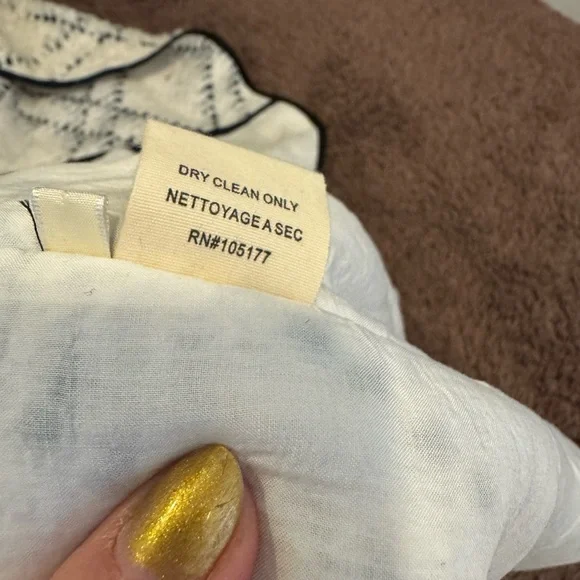 DRY CLEAN ONLY
NETTOYAGE A SEC
RN#105177